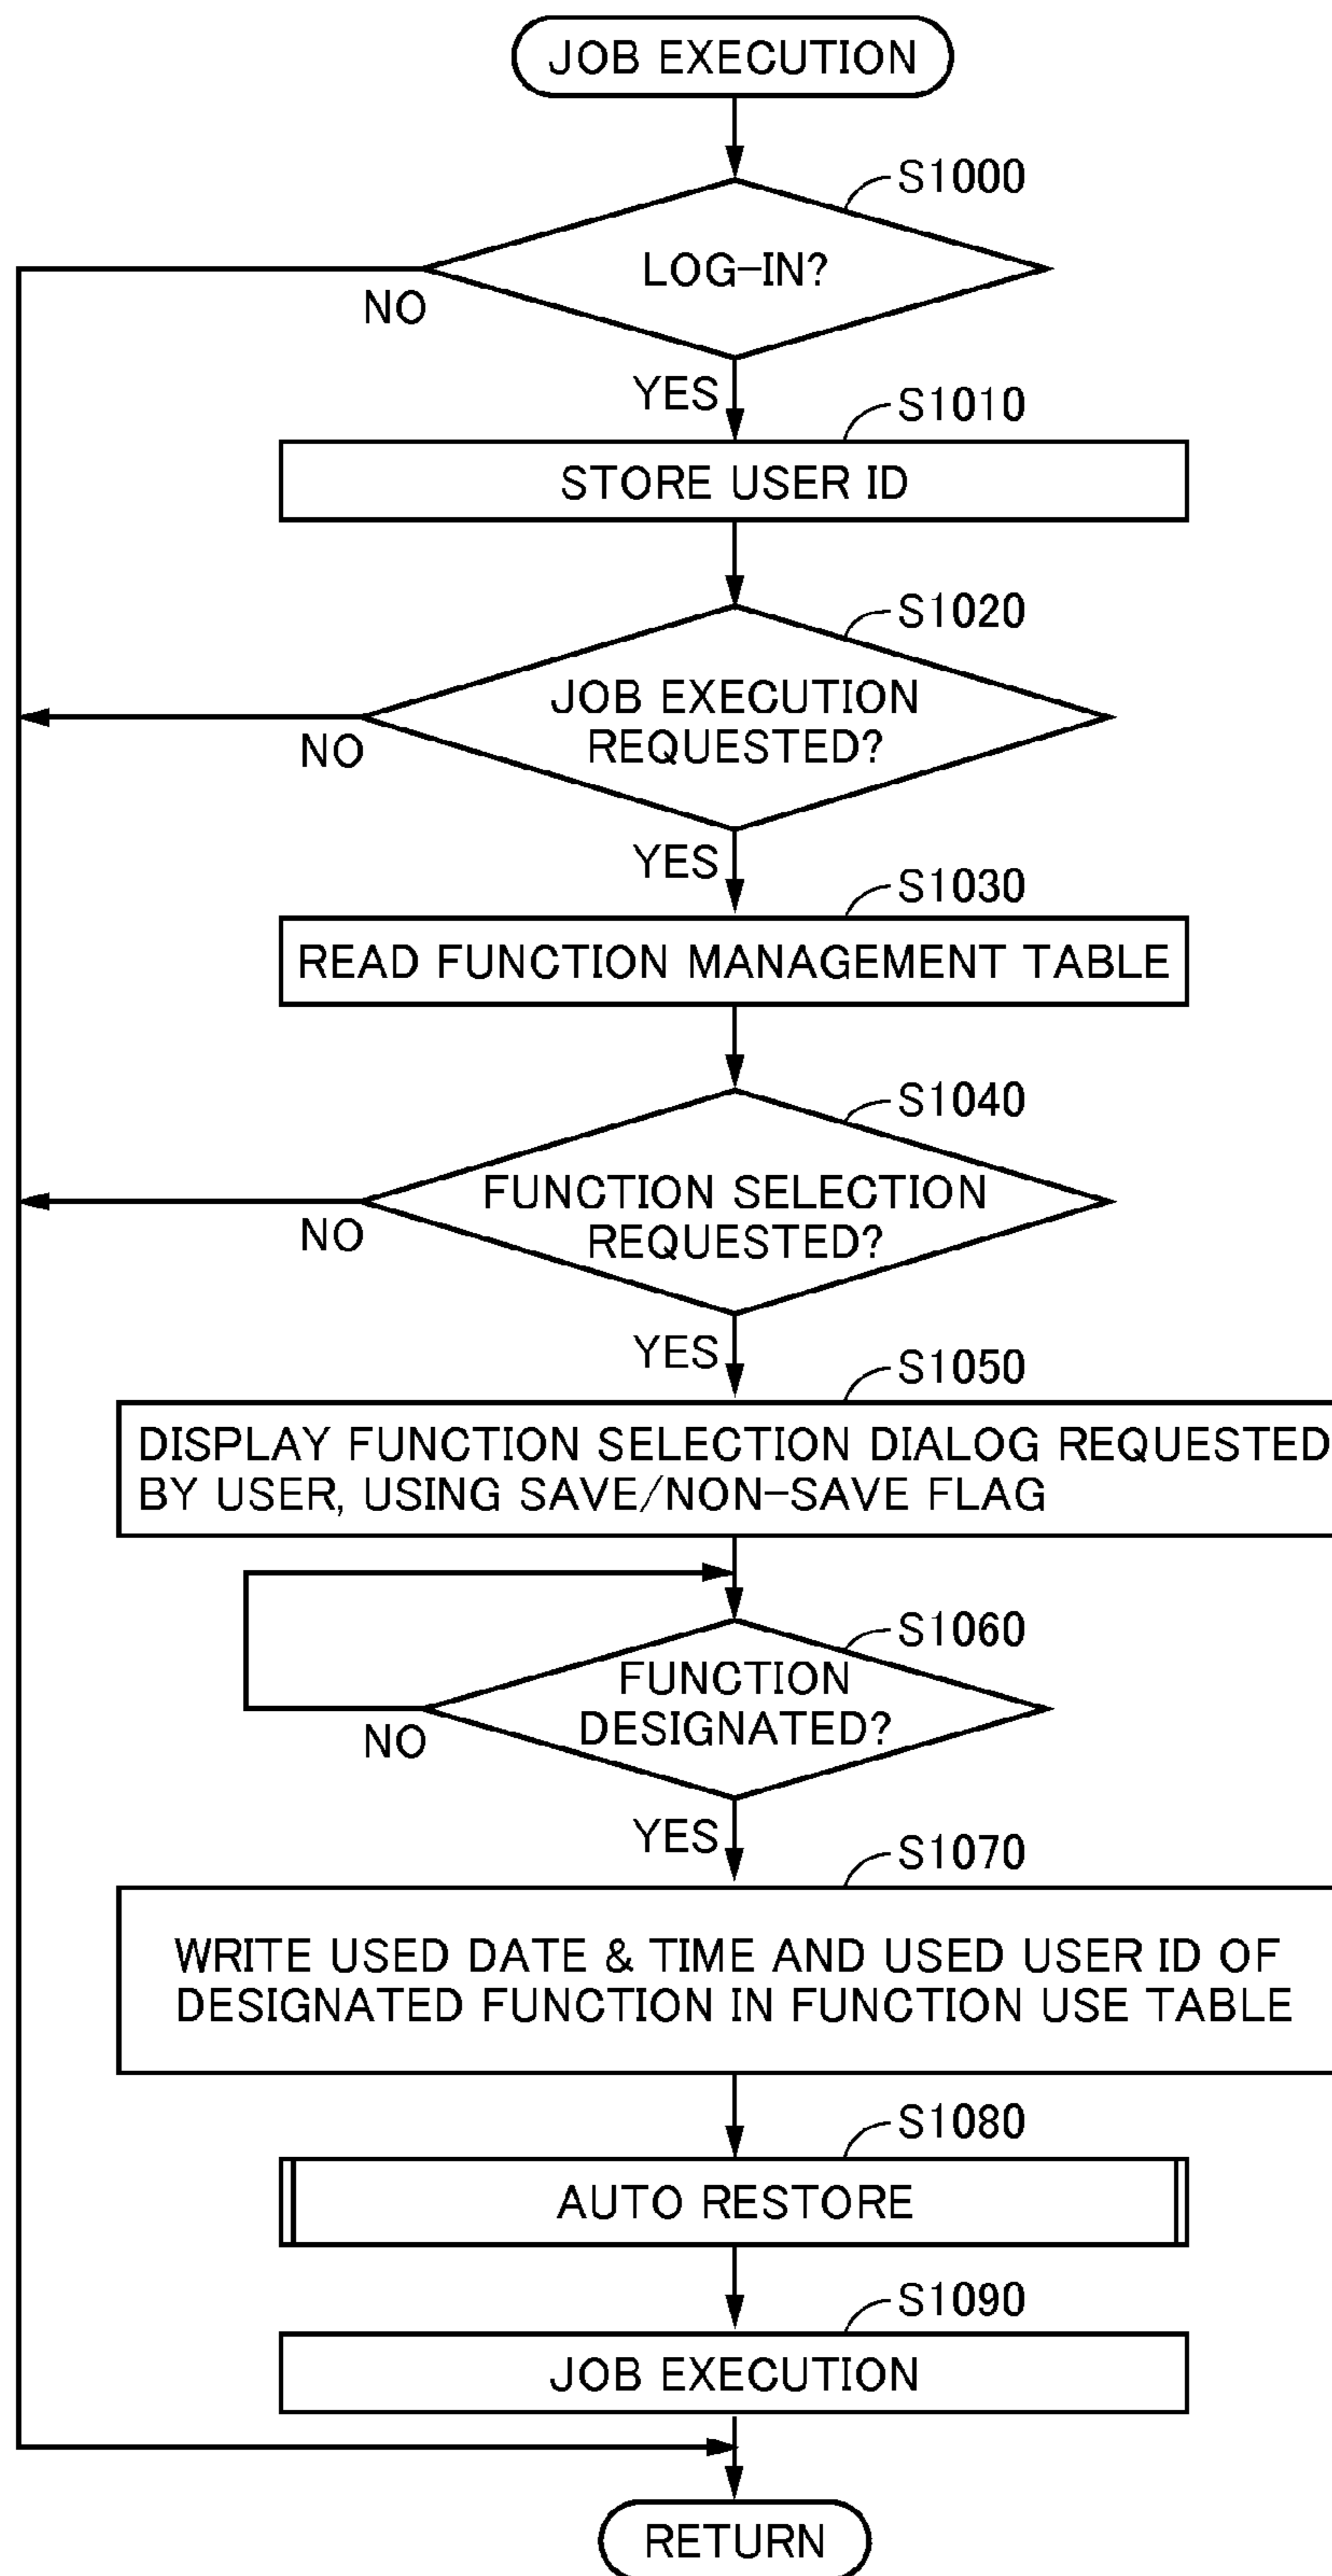 JOB EXECUTION
S1000
LOG-IN?
NO
YES
S1010
STORE USER ID
S1020
JOB EXECUTION
REQUESTED?
NO
YES
S1030
READ FUNCTION MANAGEMENT TABLE
S1040
FUNCTION SELECTION
REQUESTED?
NO
YES
S1050
DISPLAY FUNCTION SELECTION DIALOG REQUESTED
BY USER, USING SAVE/NON-SAVE FLAG
S1060
FUNCTION
DESIGNATED?
NO
YES
S1070
WRITE USED DATE & TIME AND USED USER ID OF
DESIGNATED FUNCTION IN FUNCTION USE TABLE
S1080
AUTO RESTORE
S1090
JOB EXECUTION
RETURN